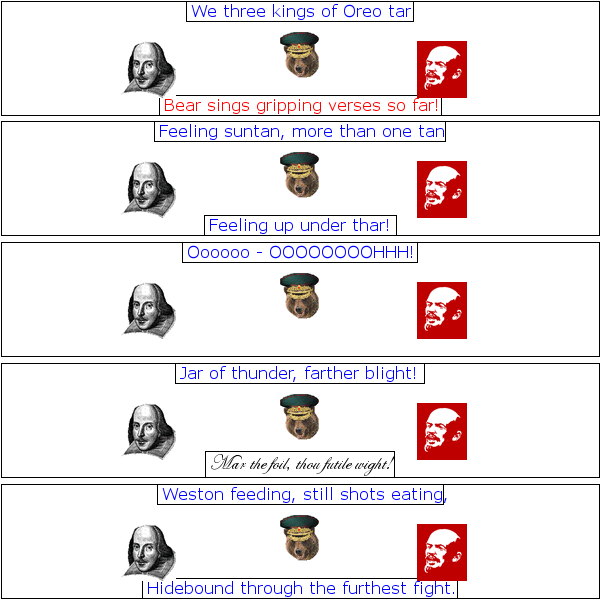 We three kings of Oreo tar
Bear sings gripping verses so far!
Feeling suntan, more than one tan
Feeling up under thar!
Oooooo - OOOOOOOOHHH!
Jar of thunder, farther blight!
Mar the foil, thou futile wight!
Weston feeding, still shots eating,
Hidebound through the furthest fight.